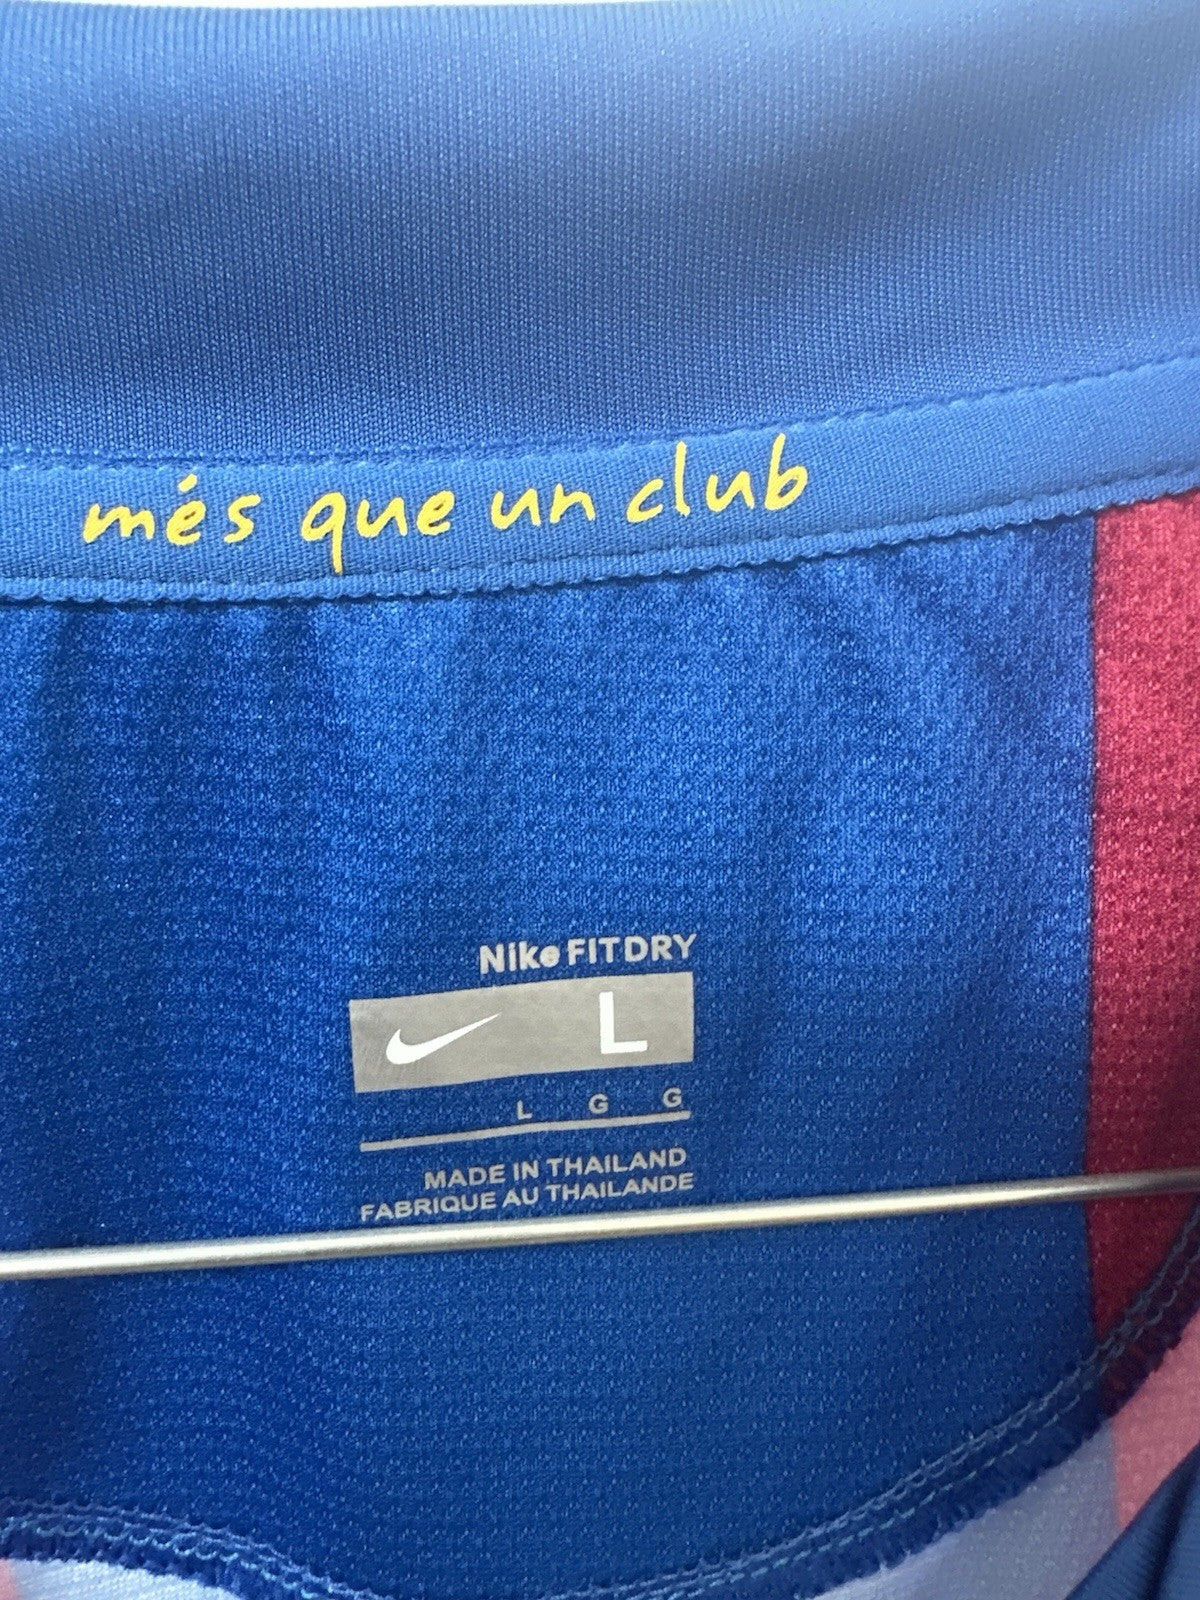 més que un club
Nike FITDRY
L
L G G
MADE IN THAILAND
FABRIQUE AU THAILANDE